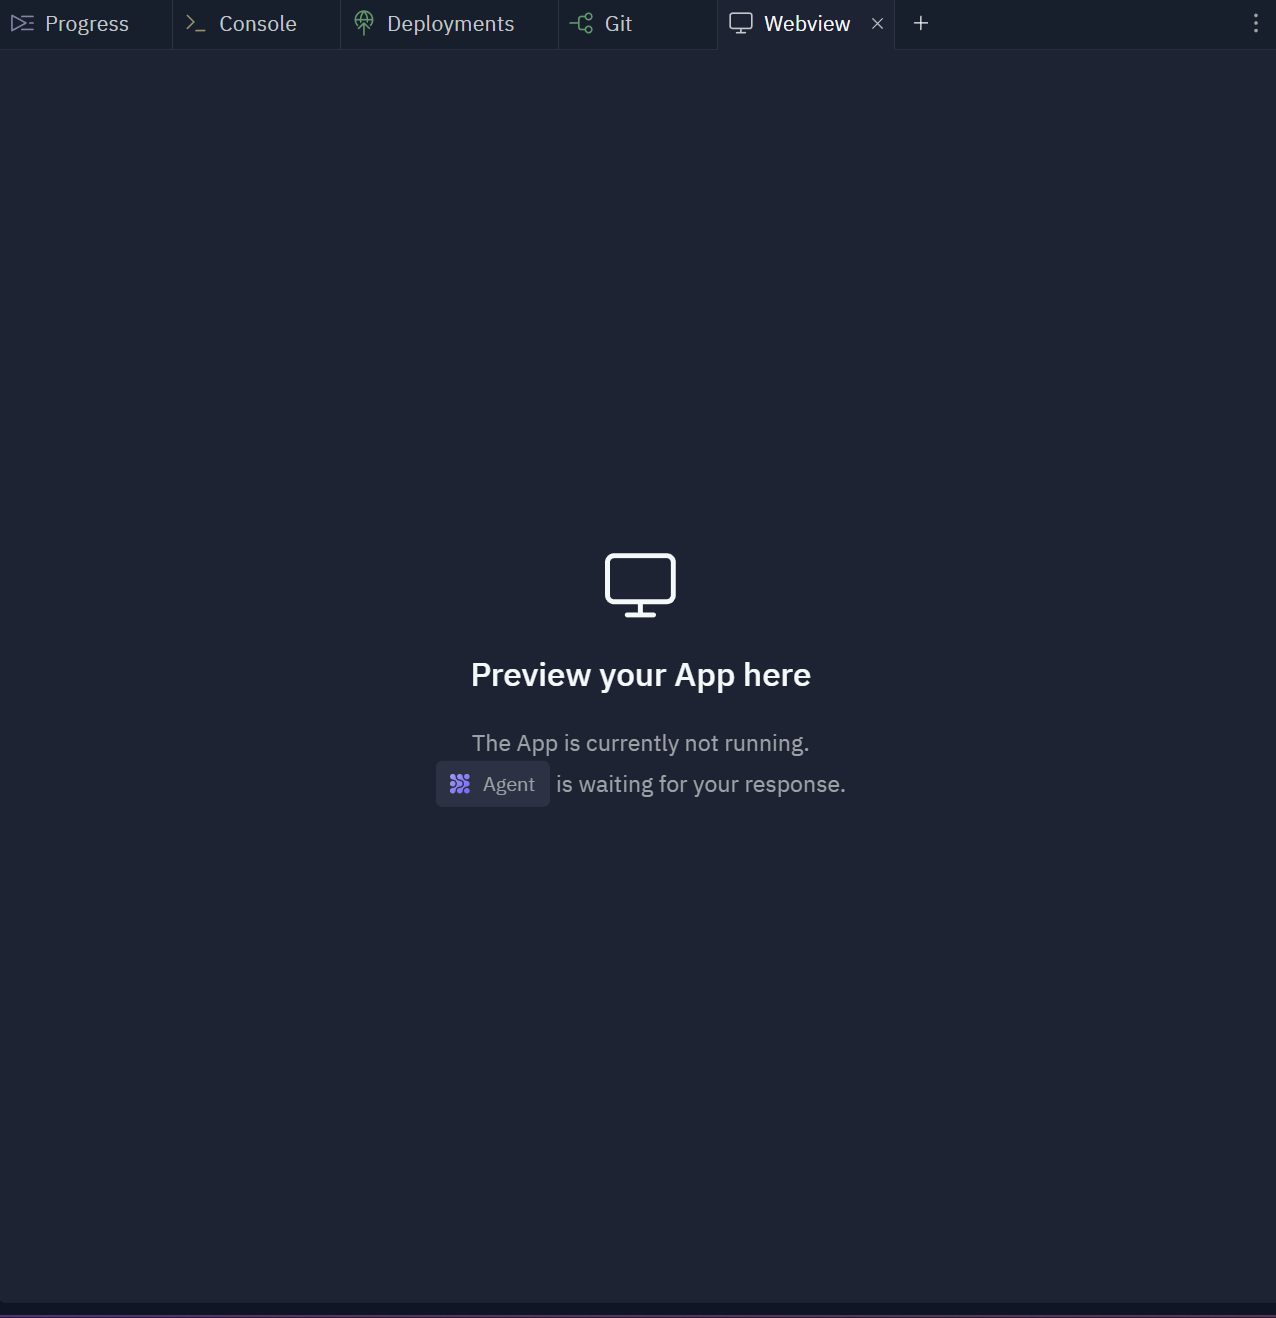 Progress Console Deployments Git Webview
Preview your App here
The App is currently not running.
Agent is waiting for your response.